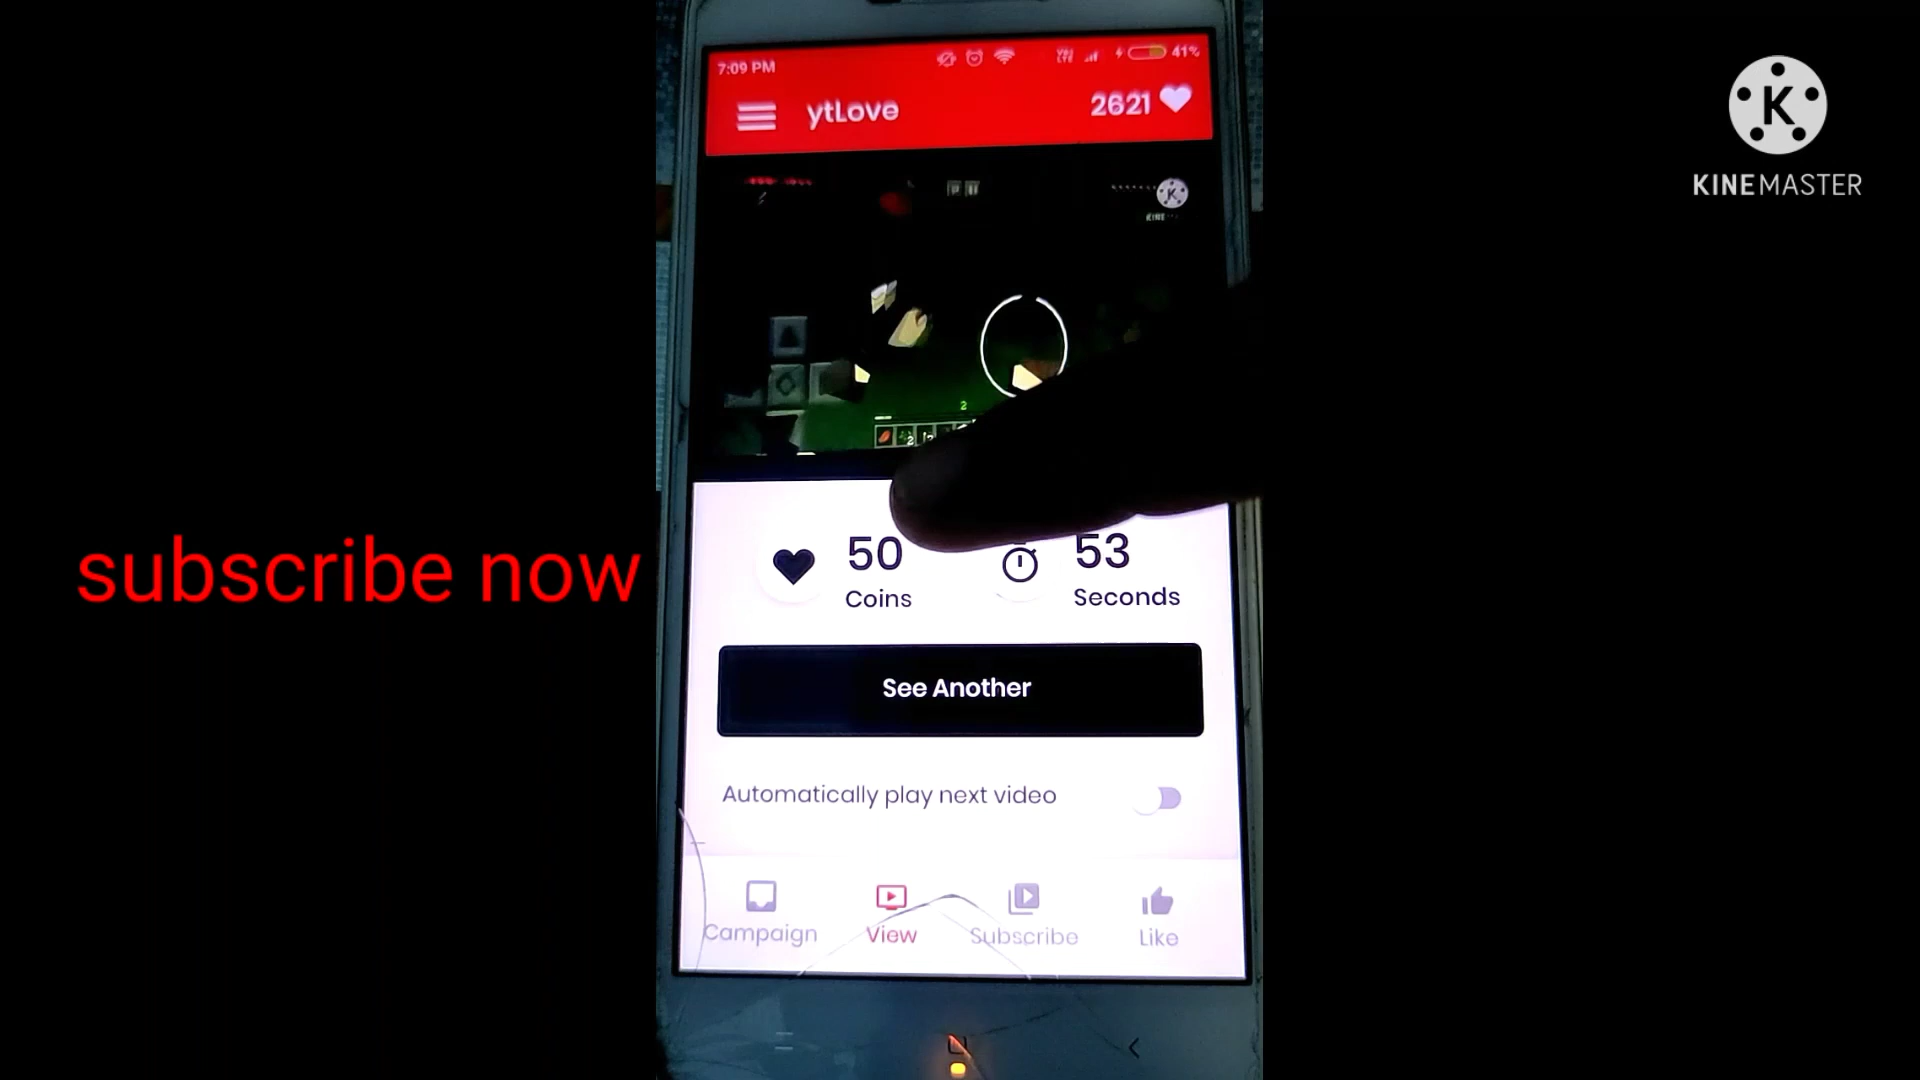 7:09 PM
41%
ytLove
2621
KINEMASTER
subscribe now
50
Coins
53
Seconds
See Another
Automatically play next video
Campaign
View
Subscribe
Like